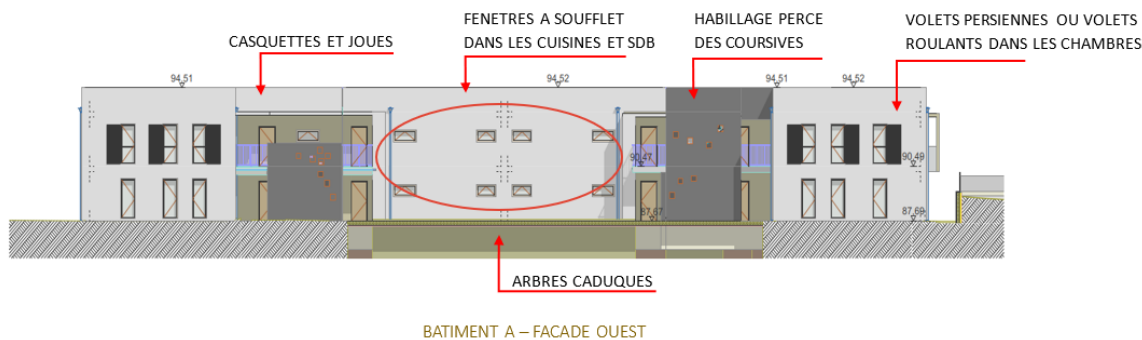 FENETRES A SOUFFLET
DANS LES CUISINES ET SDB
HABILLAGE PERCE
DES COURSIVES
VOLETS PERSIENNES OU VOLETS
ROULANTS DANS LES CHAMBRES
CASQUETTES ET JOUES
94,51
94,52
94,51
94,52
90,47
90,49
87,67
87,69
ARBRES CADUQUES
BATIMENT A – FACADE OUEST